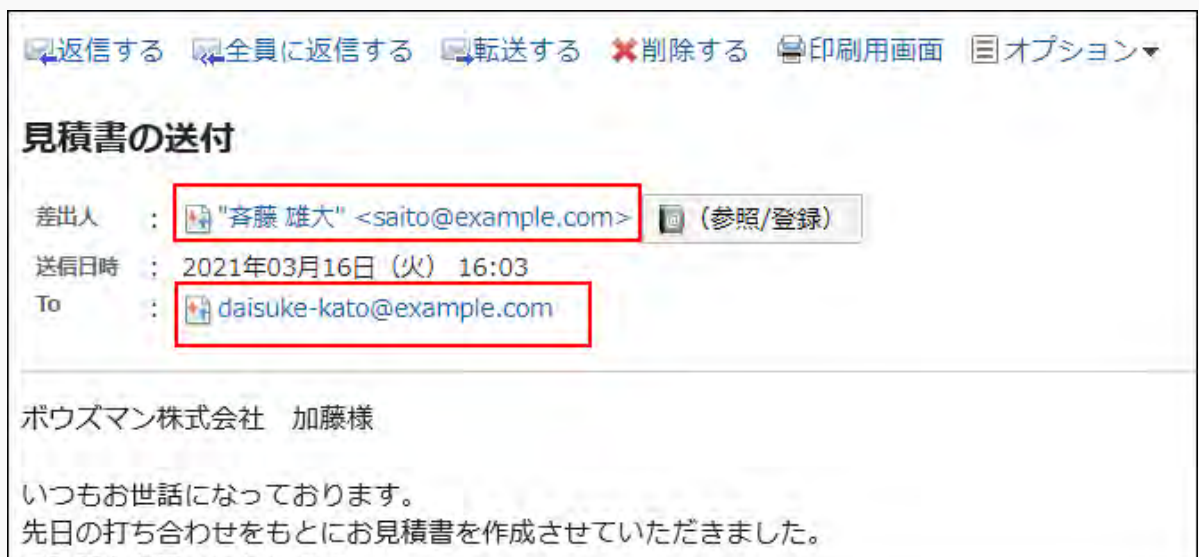 返信する 全員に返信する 転送する 削除する 印刷用画面 オプション▼
見積書の送付
差出人 : "斉藤 雄大" <saito@example.com> (参照/登録)
送信日時 : 2021年03月16日（火） 16:03
To : daisuke-kato@example.com
ボウズマン株式会社　加藤様
いつもお世話になっております。
先日の打ち合わせをもとにお見積書を作成させていただきました。